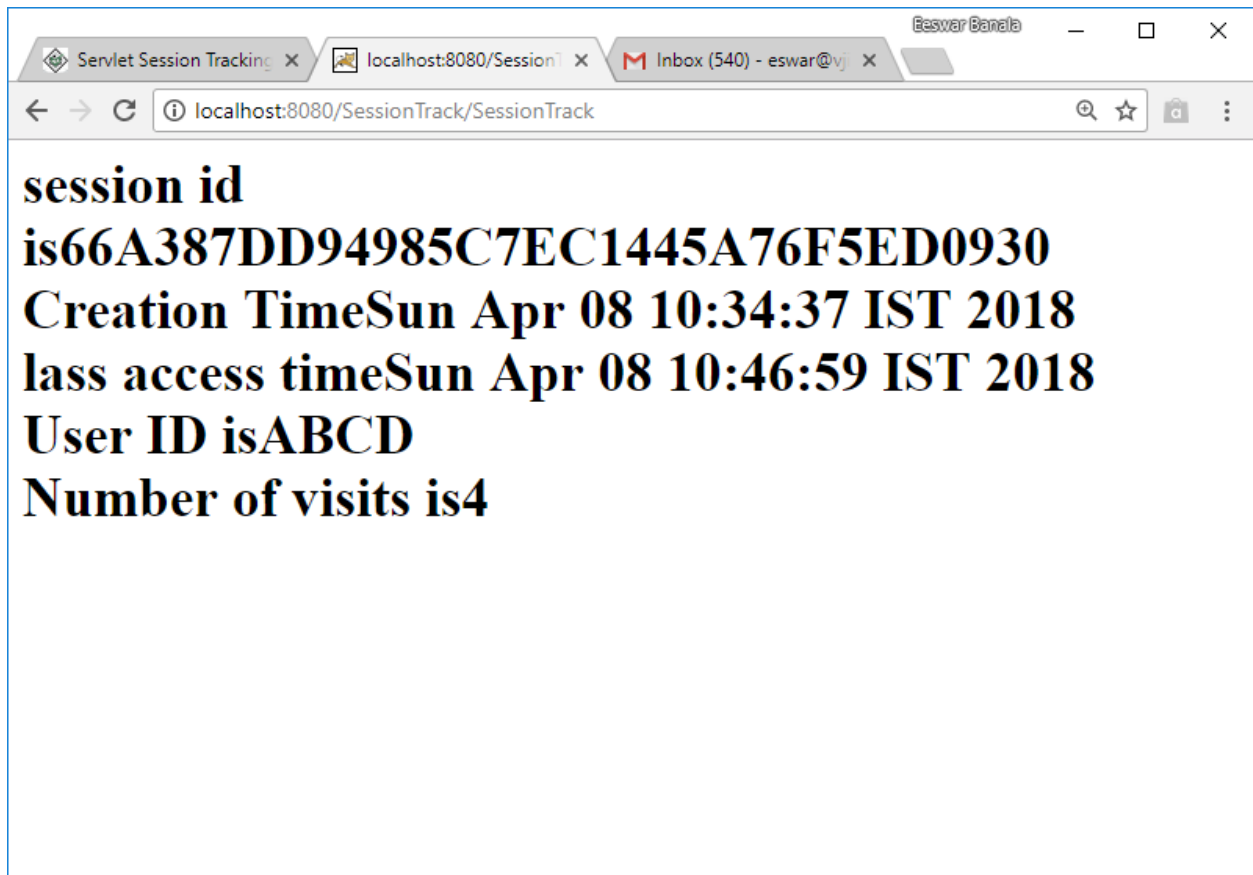 Eeswar Banala
Servlet Session Tracking
localhost:8080/SessionT
Inbox (540) - eswar@vj
localhost:8080/SessionTrack/SessionTrack
session id
is66A387DD94985C7EC1445A76F5ED0930
Creation TimeSun Apr 08 10:34:37 IST 2018
lass access timeSun Apr 08 10:46:59 IST 2018
User ID isABCD
Number of visits is4